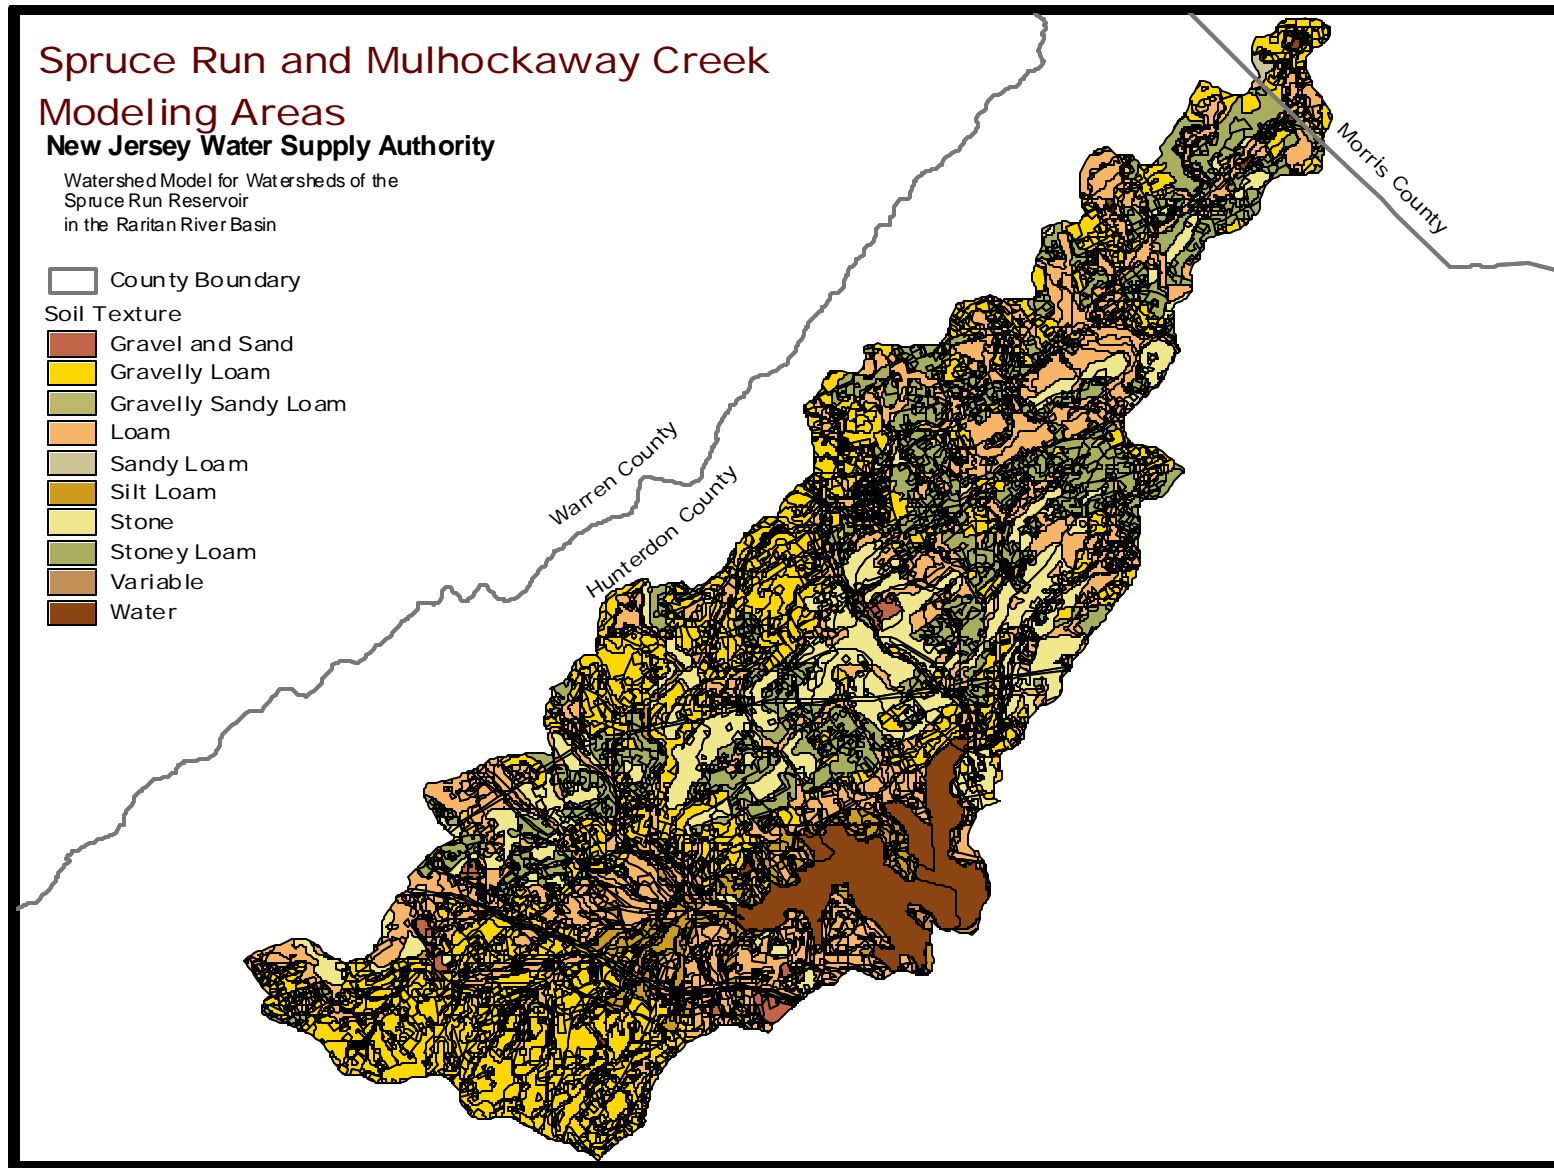 Spruce Run and Mulhockaway Creek
Modeling Areas
New Jersey Water Supply Authority
Watershed Model for Watersheds of the
Spruce Run Reservoir
in the Raritan River Basin
County Boundary
Soil Texture
Gravel and Sand
Gravelly Loam
Gravelly Sandy Loam
Loam
Sandy Loam
Silt Loam
Stone
Stoney Loam
Variable
Water
Warren County
Hunterdon County
Morris County